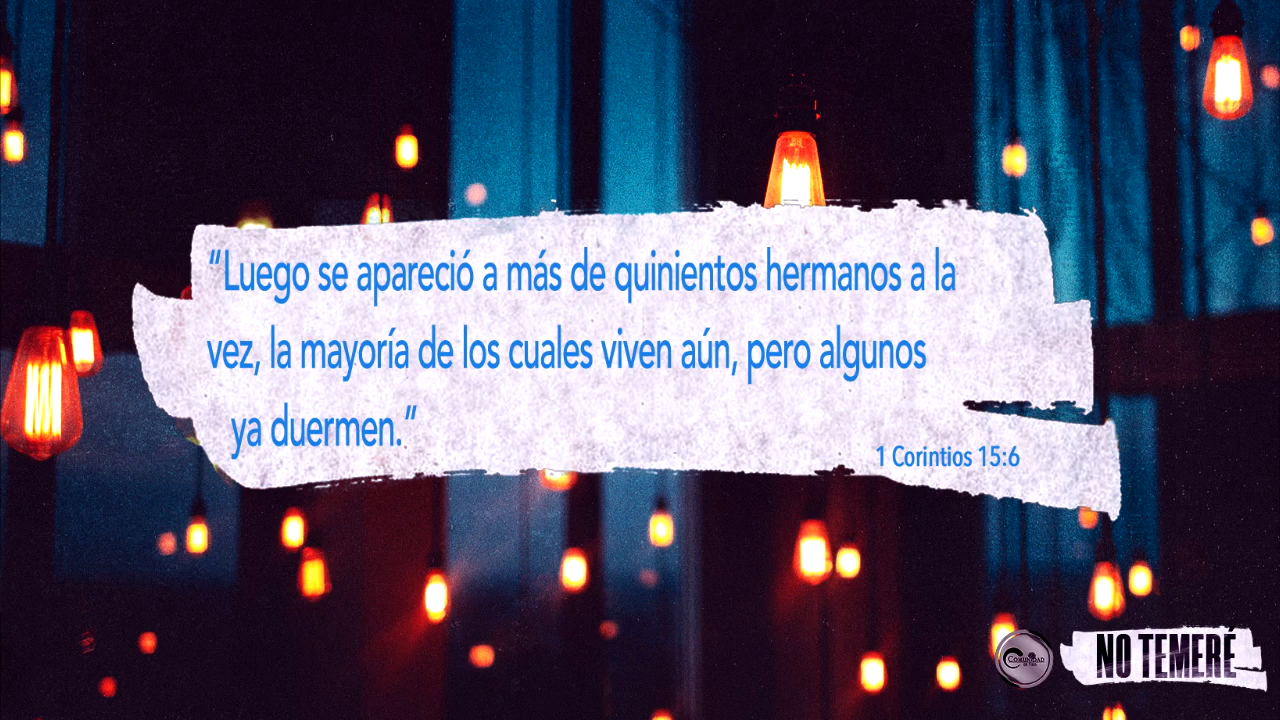 “Luego se apareció a más de quinientos hermanos a la
vez, la mayoría de los cuales viven aún, pero algunos
ya duermen.”
1 Corintios 15:6
COMUNIDAD
NO TEMERÉ